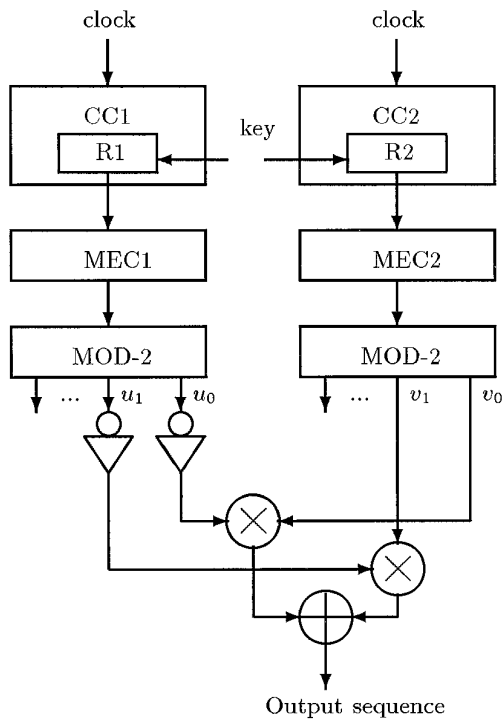 clock clock
CC1 CC2
key
R1 R2
MEC1 MEC2
MOD-2 MOD-2
... u₁ u₀ ... v₁ v₀
Output sequence